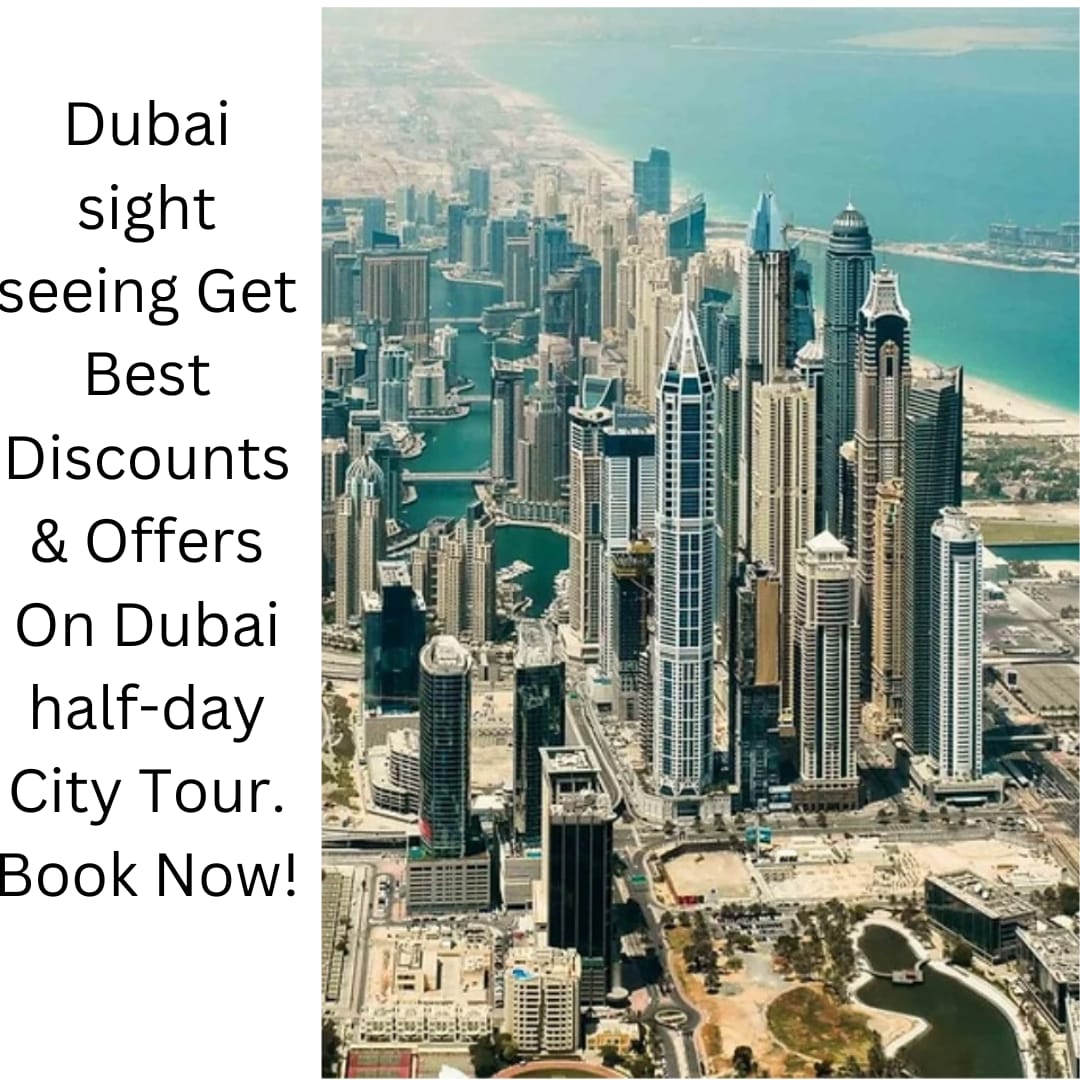 Dubai
sight
seeing Get
Best
Discounts
& Offers
On Dubai
half-day
City Tour.
Book Now!